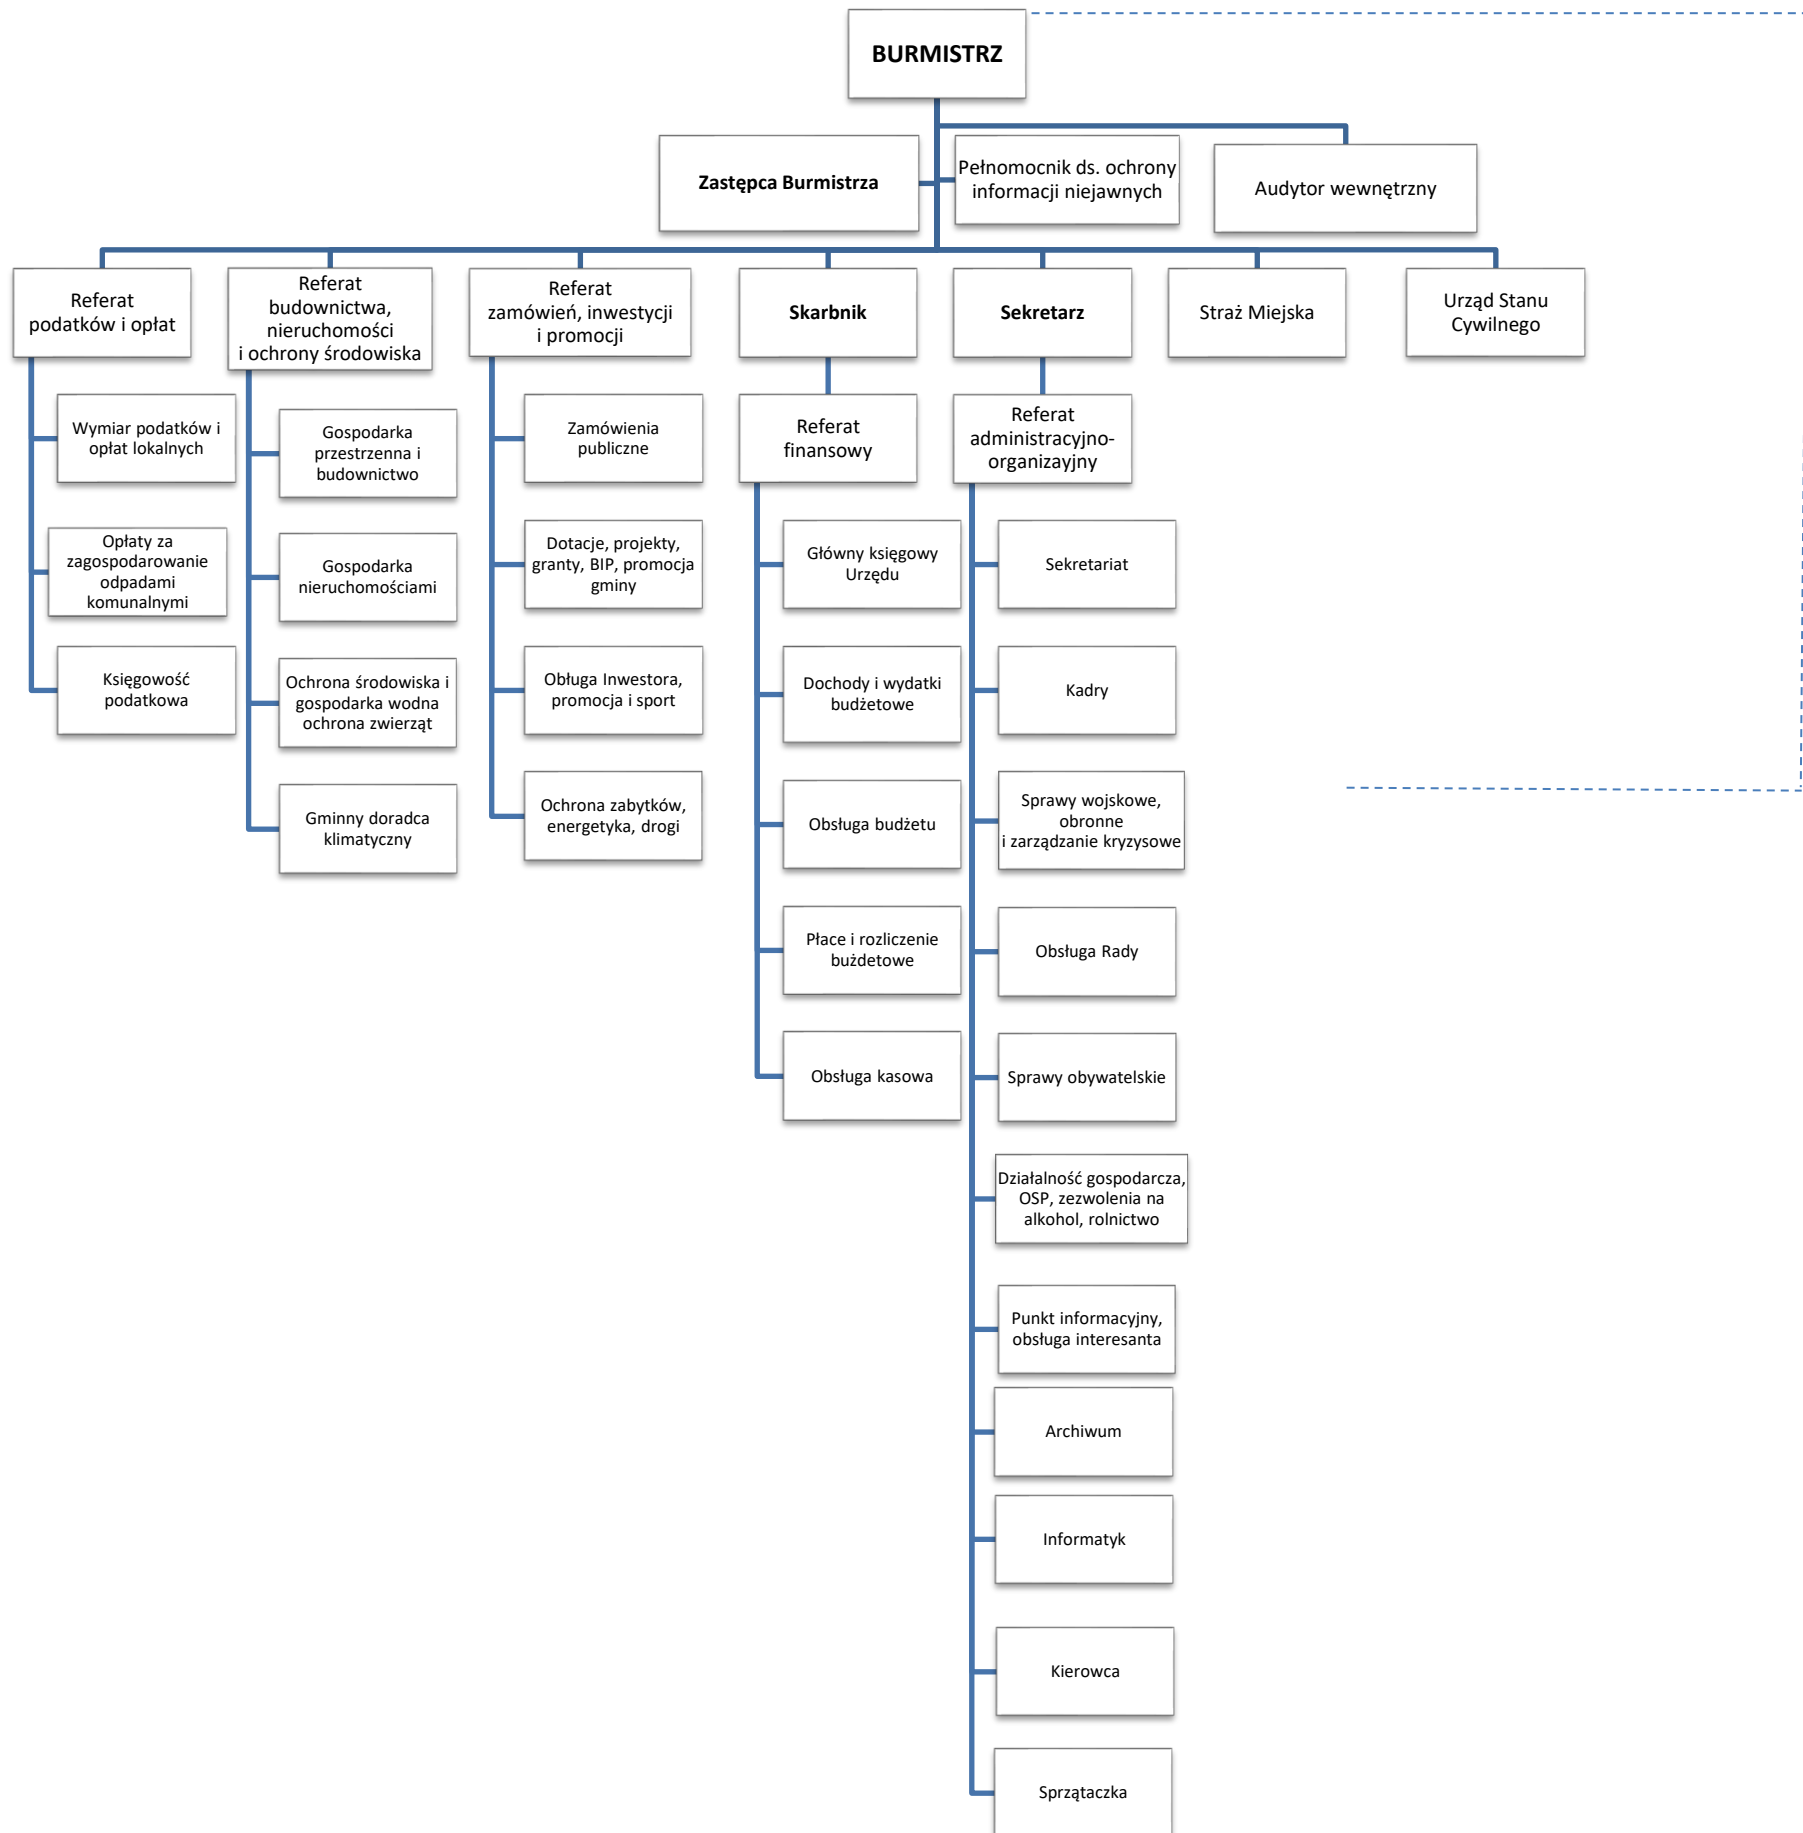 BURMISTRZ
Zastępca Burmistrza
Pełnomocnik ds. ochrony
informacji niejawnych
Audytor wewnętrzny
Referat
podatków i opłat
Referat
budownictwa,
nieruchomości
i ochrony środowiska
Referat
zamówień, inwestycji
i promocji
Skarbnik
Sekretarz
Straż Miejska
Urząd Stanu
Cywilnego
Wymiar podatków i
opłat lokalnych
Opłaty za
zagospodarowanie
odpadami
komunalnymi
Księgowość
podatkowa
Gospodarka
przestrzenna i
budownictwo
Gospodarka
nieruchomościami
Ochrona środowiska i
gospodarka wodna
ochrona zwierząt
Gminny doradca
klimatyczny
Zamówienia
publiczne
Dotacje, projekty,
granty, BIP, promocja
gminy
Obługa Inwestora,
promocja i sport
Ochrona zabytków,
energetyka, drogi
Referat
finansowy
Główny księgowy
Urzędu
Dochody i wydatki
budżetowe
Obsługa budżetu
Płace i rozliczenie
bużdetowe
Obsługa kasowa
Referat
administracyjno-
organizayjny
Sekretariat
Kadry
Sprawy wojskowe,
obronne
i zarządzanie kryzysowe
Obsługa Rady
Sprawy obywatelskie
Działalność gospodarcza,
OSP, zezwolenia na
alkohol, rolnictwo
Punkt informacyjny,
obsługa interesanta
Archiwum
Informatyk
Kierowca
Sprzątaczka